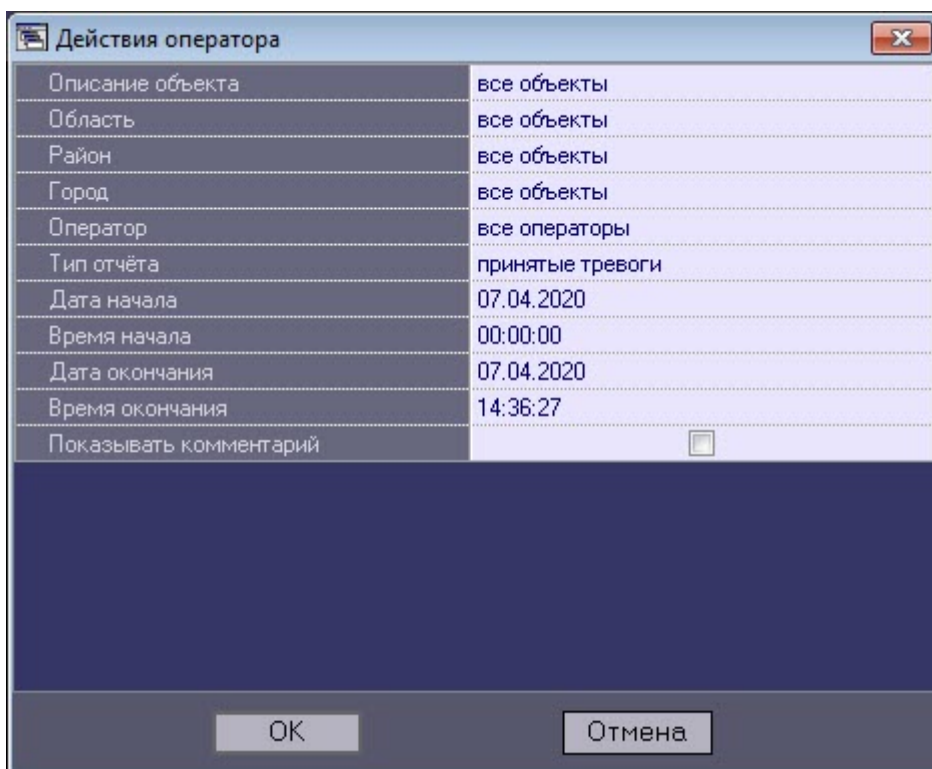 Действия оператора
Описание объекта все объекты
Область все объекты
Район все объекты
Город все объекты
Оператор все операторы
Тип отчёта принятые тревоги
Дата начала 07.04.2020
Время начала 00:00:00
Дата окончания 07.04.2020
Время окончания 14:36:27
Показывать комментарий
OK Отмена